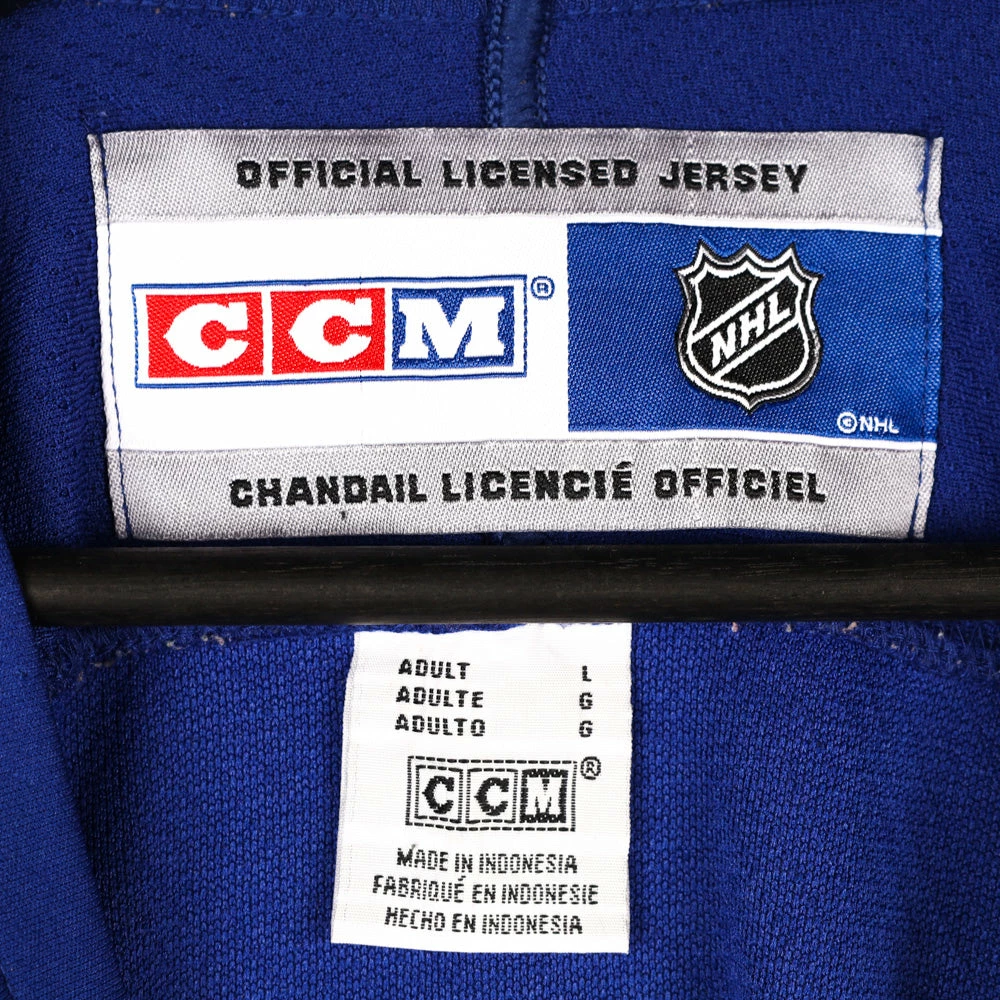 OFFICIAL LICENSED JERSEY
CCM®
NHL
©NHL
CHANDAIL LICENCIÉ OFFICIEL
ADULT L
ADULTE G
ADULTO G
CCM®
MADE IN INDONESIA
FABRIQUÉ EN INDONESIE
HECHO EN INDONESIA